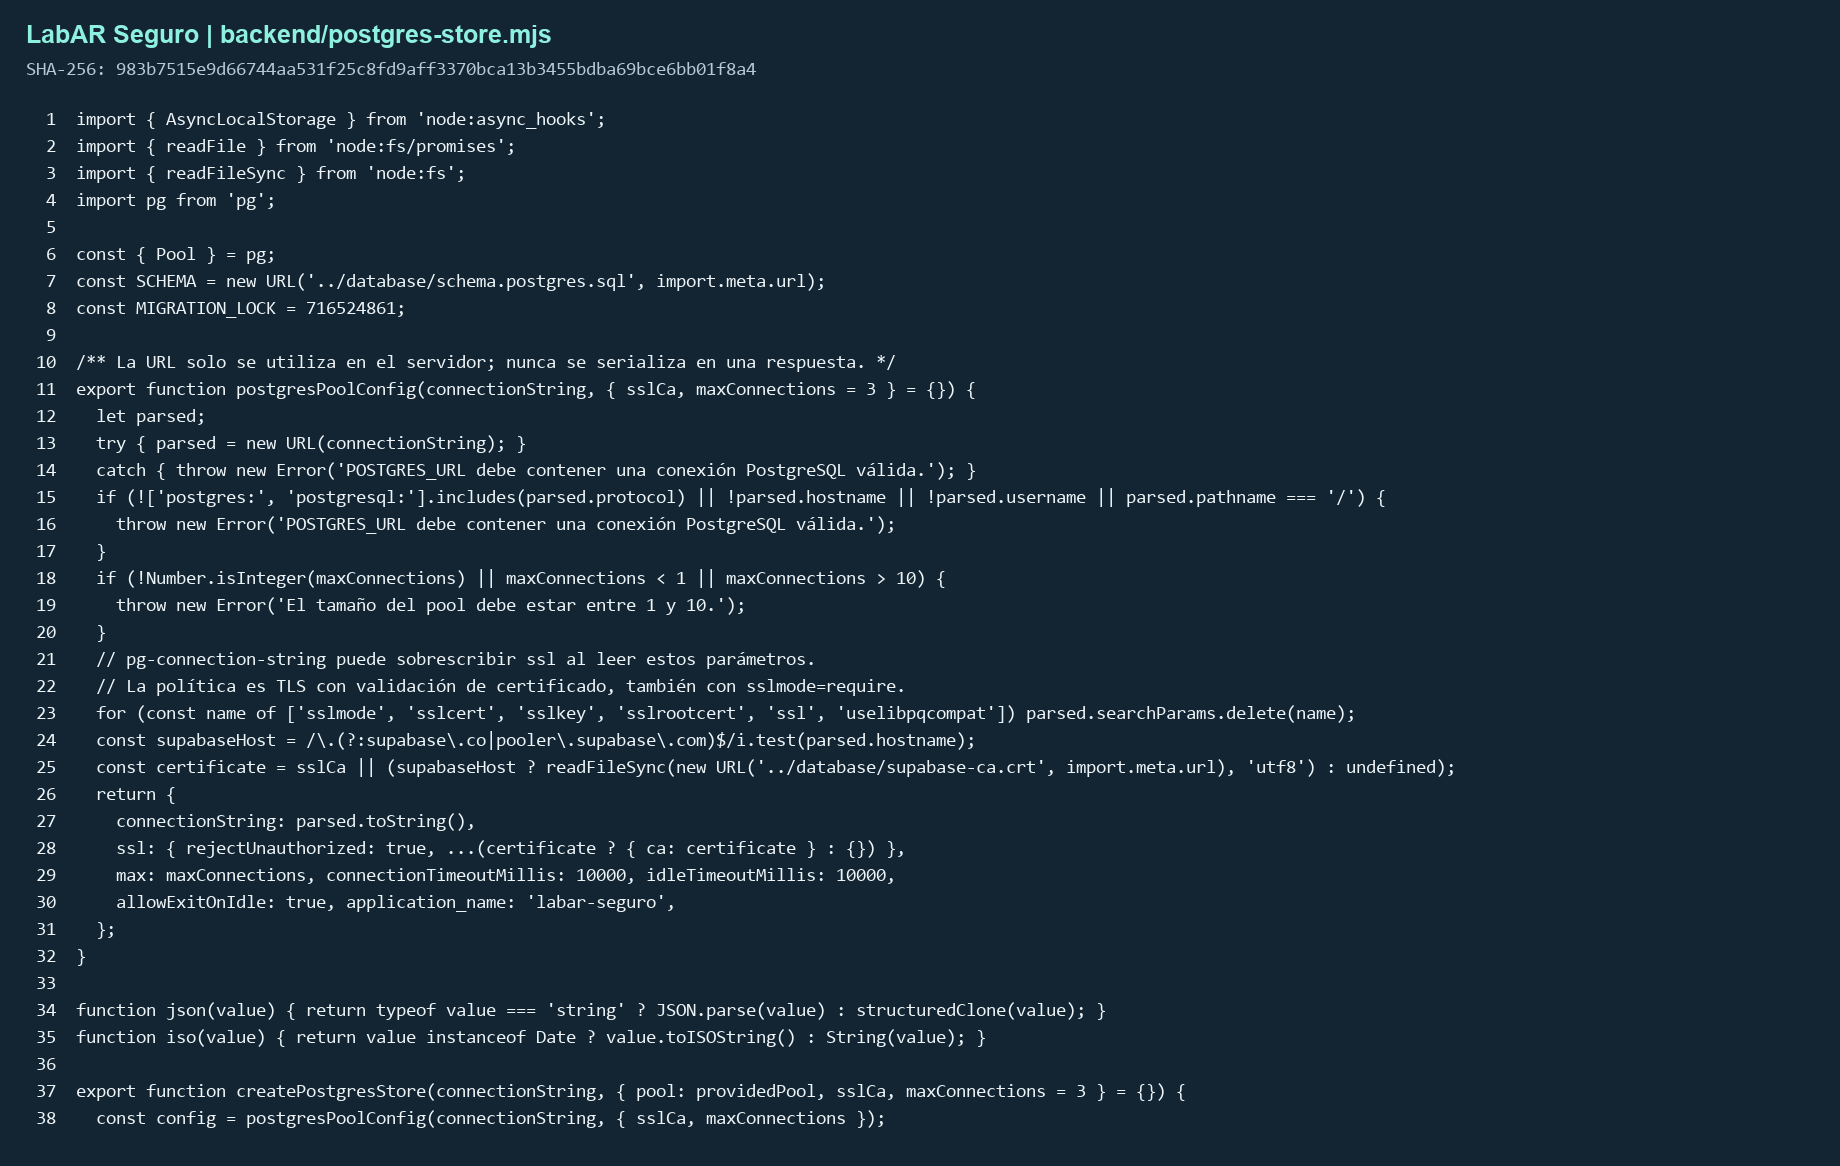 LabAR Seguro | backend/postgres-store.mjs
SHA-256: 983b7515e9d66744aa531f25c8fd9aff3370bca13b3455bdba69bce6bb01f8a4
1 import { AsyncLocalStorage } from 'node:async_hooks';
2 import { readFile } from 'node:fs/promises';
3 import { readFileSync } from 'node:fs';
4 import pg from 'pg';
5
6 const { Pool } = pg;
7 const SCHEMA = new URL('../database/schema.postgres.sql', import.meta.url);
8 const MIGRATION_LOCK = 716524861;
9
10 /** La URL solo se utiliza en el servidor; nunca se serializa en una respuesta. */
11 export function postgresPoolConfig(connectionString, { sslCa, maxConnections = 3 } = {}) {
12   let parsed;
13   try { parsed = new URL(connectionString); }
14   catch { throw new Error('POSTGRES_URL debe contener una conexión PostgreSQL válida.'); }
15   if (!['postgres:', 'postgresql:'].includes(parsed.protocol) || !parsed.hostname || !parsed.username || parsed.pathname === '/') {
16     throw new Error('POSTGRES_URL debe contener una conexión PostgreSQL válida.');
17   }
18   if (!Number.isInteger(maxConnections) || maxConnections < 1 || maxConnections > 10) {
19     throw new Error('El tamaño del pool debe estar entre 1 y 10.');
20   }
21   // pg-connection-string puede sobrescribir ssl al leer estos parámetros.
22   // La política es TLS con validación de certificado, también con sslmode=require.
23   for (const name of ['sslmode', 'sslcert', 'sslkey', 'sslrootcert', 'ssl', 'uselibpqcompat']) parsed.searchParams.delete(name);
24   const supabaseHost = /\.(?:supabase\.co|pooler\.supabase\.com)$/i.test(parsed.hostname);
25   const certificate = sslCa || (supabaseHost ? readFileSync(new URL('../database/supabase-ca.crt', import.meta.url), 'utf8') : undefined);
26   return {
27     connectionString: parsed.toString(),
28     ssl: { rejectUnauthorized: true, ...(certificate ? { ca: certificate } : {}) },
29     max: maxConnections, connectionTimeoutMillis: 10000, idleTimeoutMillis: 10000,
30     allowExitOnIdle: true, application_name: 'labar-seguro',
31   };
32 }
33
34 function json(value) { return typeof value === 'string' ? JSON.parse(value) : structuredClone(value); }
35 function iso(value) { return value instanceof Date ? value.toISOString() : String(value); }
36
37 export function createPostgresStore(connectionString, { pool: providedPool, sslCa, maxConnections = 3 } = {}) {
38   const config = postgresPoolConfig(connectionString, { sslCa, maxConnections });